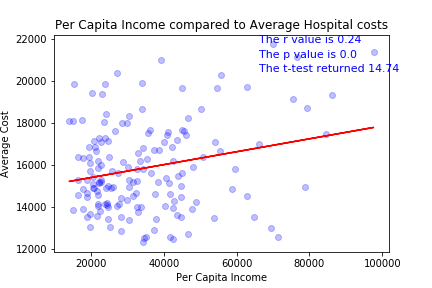 Per Capita Income compared to Average Hospital costs
The r value is 0.24
The p value is 0.0
The t-test returned 14.74
22000
20000
18000
16000
14000
12000
Average Cost
20000 40000 60000 80000 100000
Per Capita Income